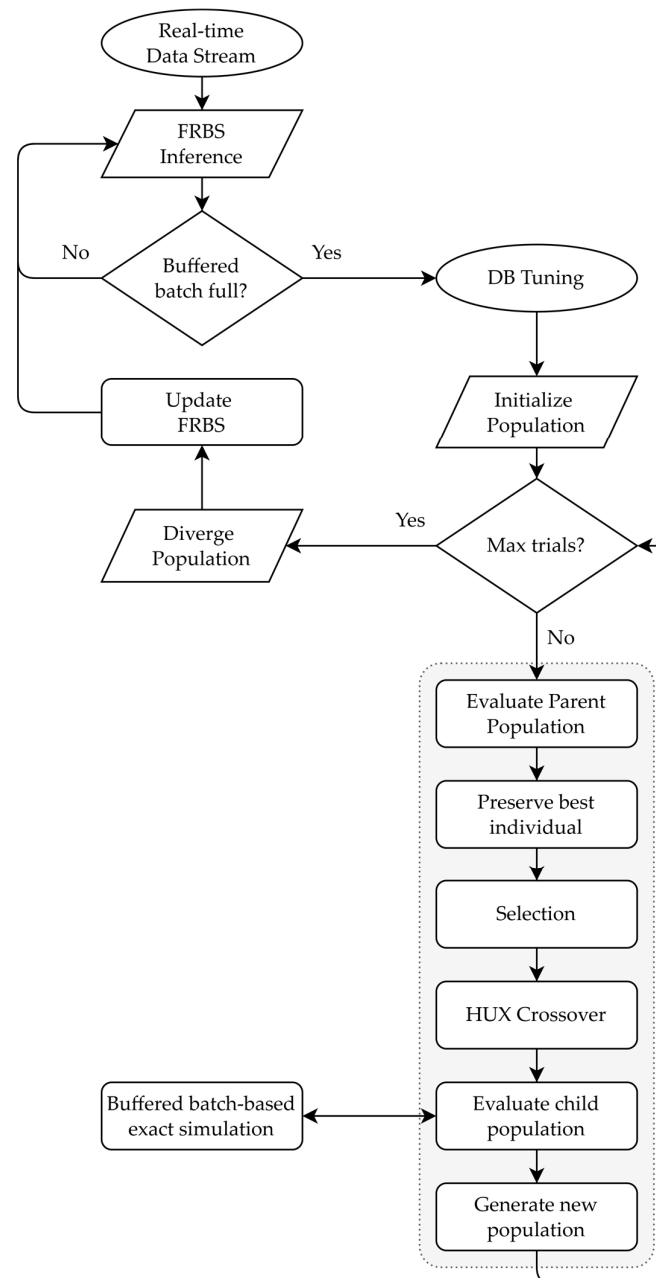 Real-time
Data Stream
FRBS
Inference
No
Buffered
batch full?
Yes
DB Tuning
Update
FRBS
Initialize
Population
Diverge
Population
Yes
Max trials?
No
Evaluate Parent
Population
Preserve best
individual
Selection
HUX Crossover
Buffered batch-based
exact simulation
Evaluate child
population
Generate new
population